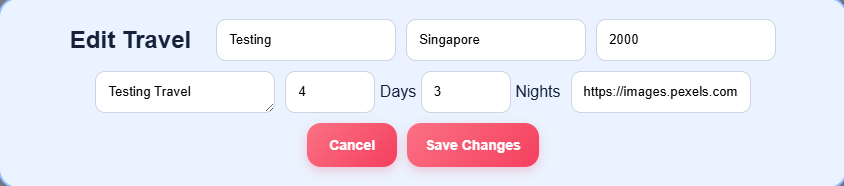 Edit Travel Testing Singapore 2000
Testing Travel 4 Days 3 Nights https://images.pexels.com
Cancel Save Changes